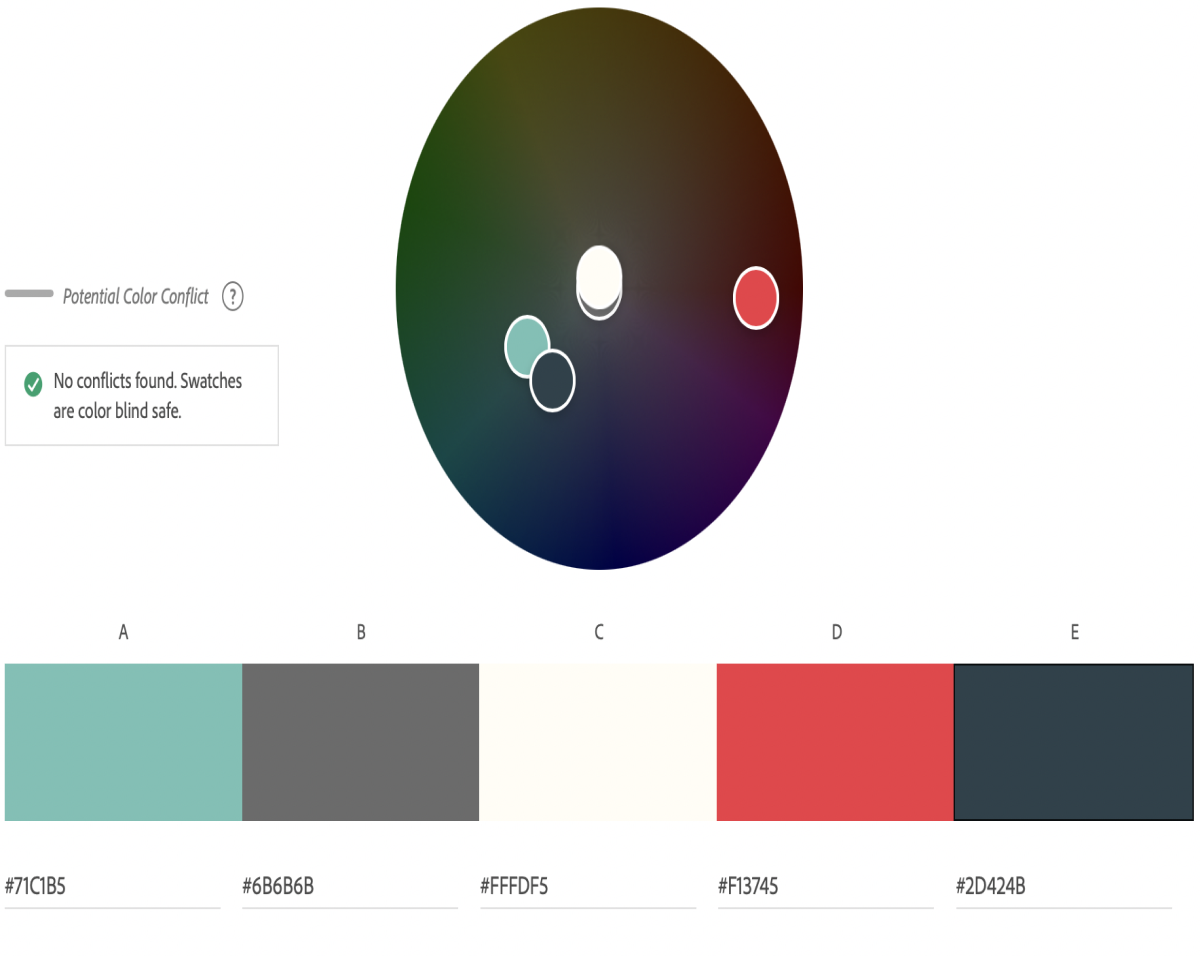 Potential Color Conflict ?
No conflicts found. Swatches
are color blind safe.
A B C D E
#71C1B5 #6B6B6B #FFFDF5 #F13745 #2D424B